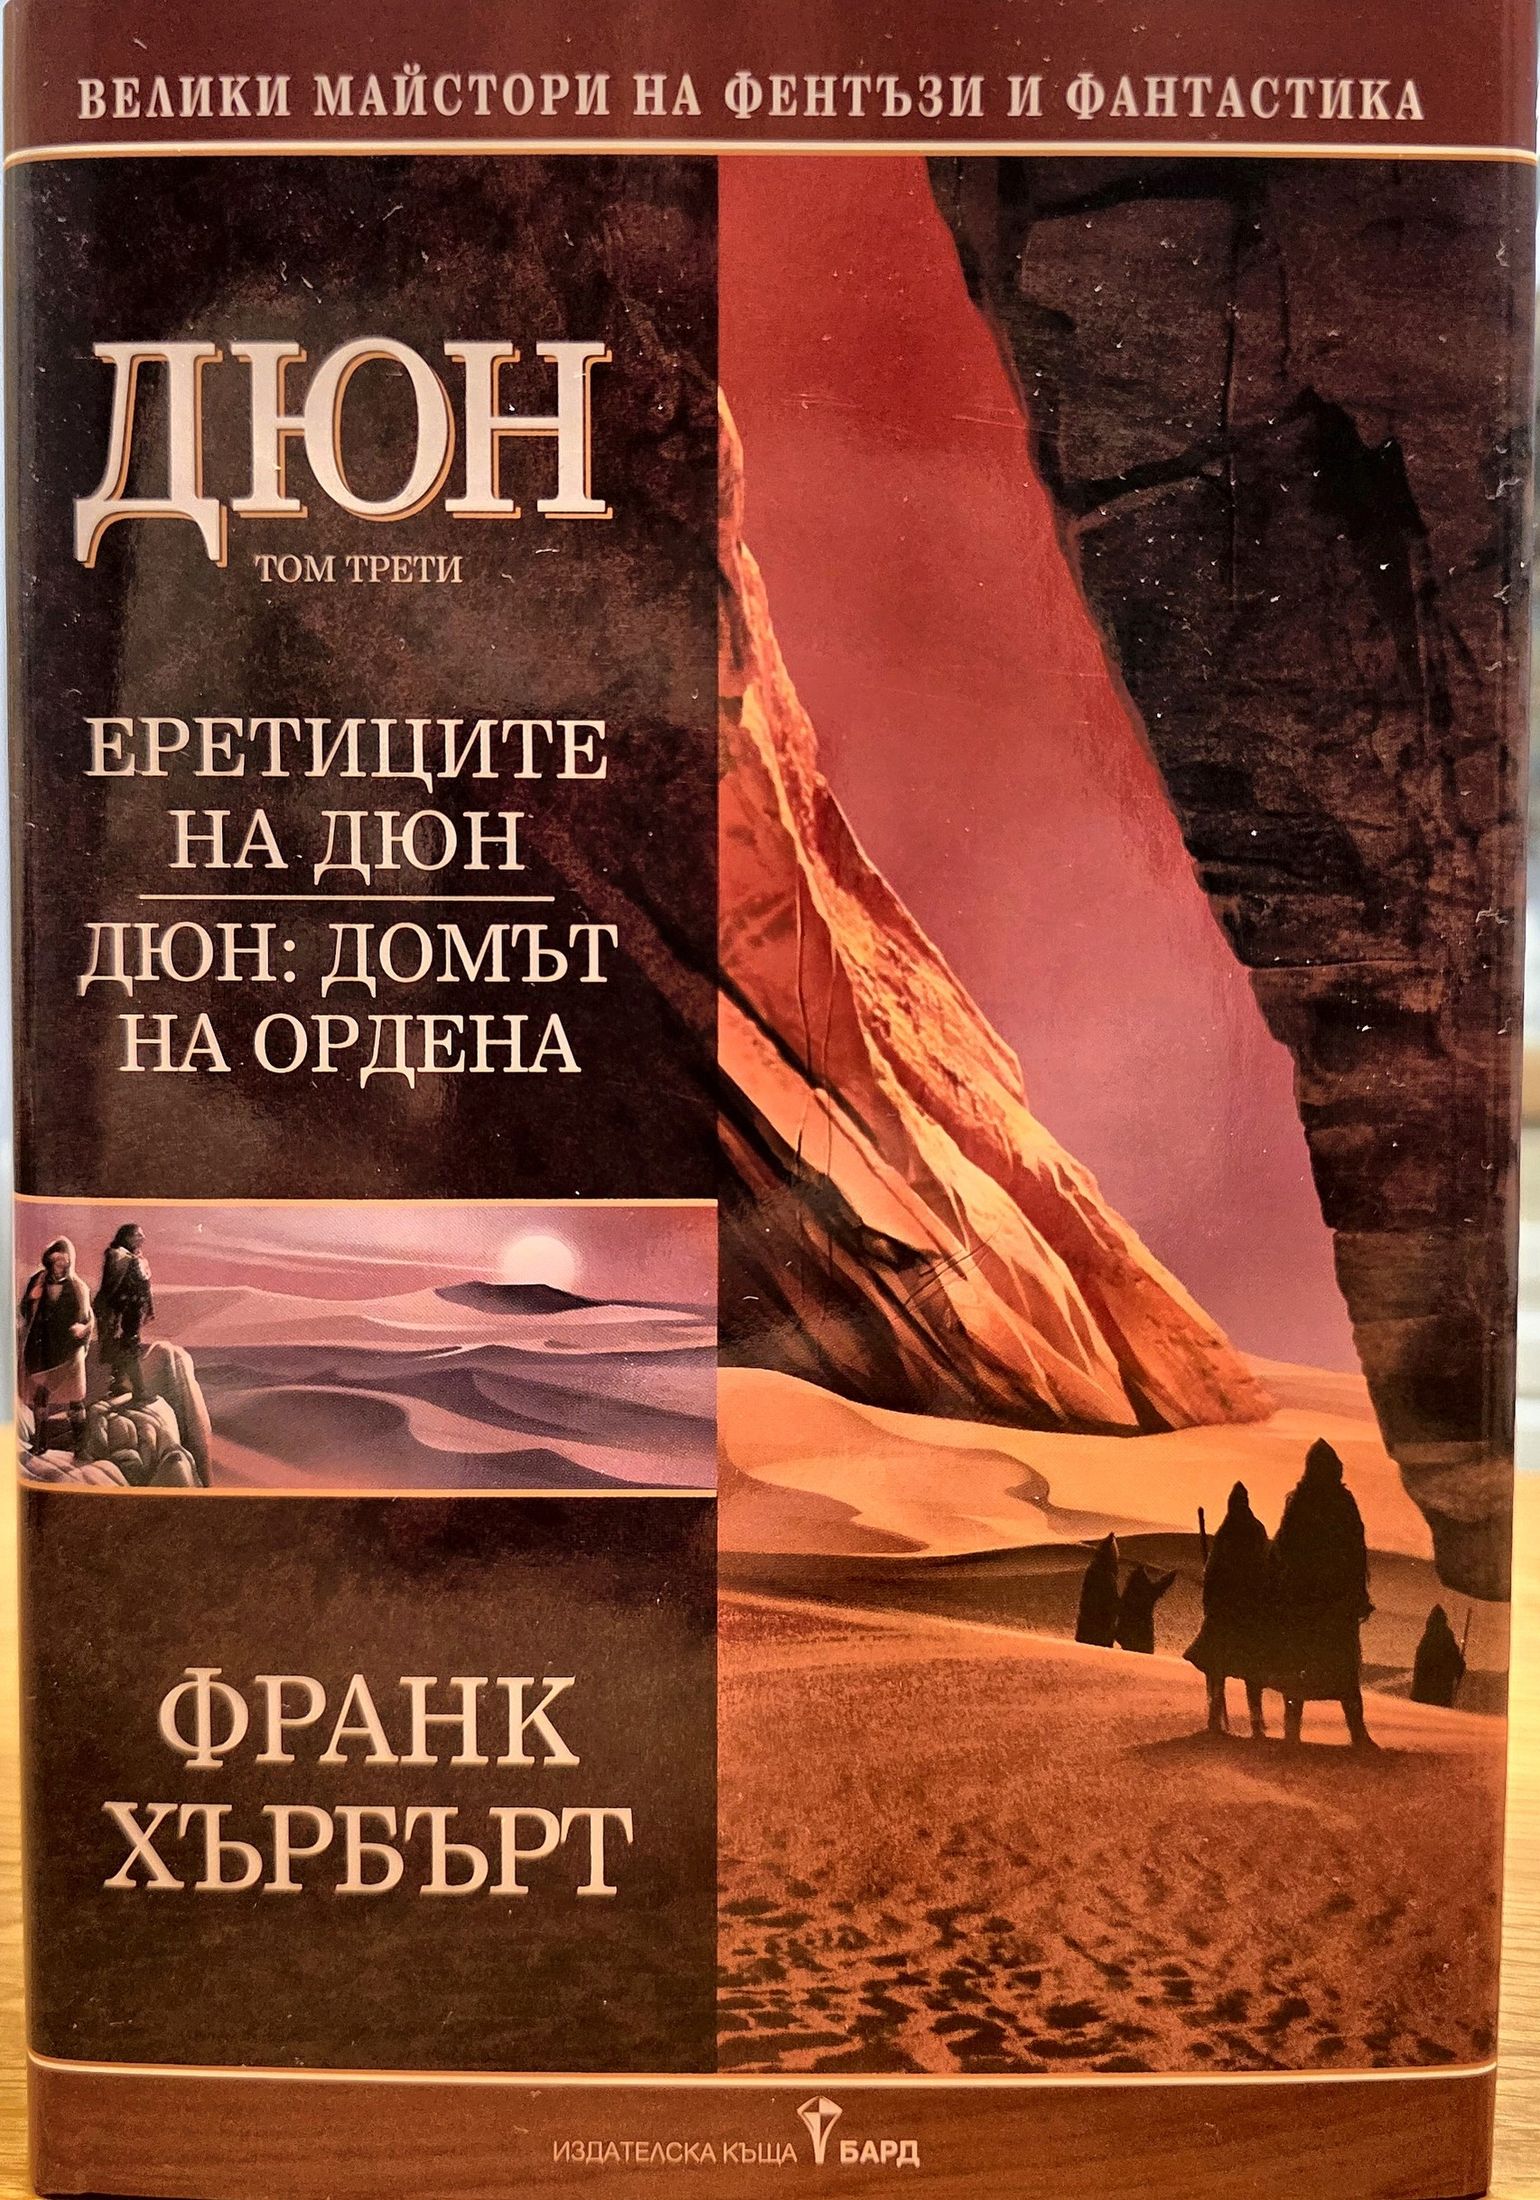 ВЕЛИКИ МАЙСТОРИ НА ФЕНТЪЗИ И ФАНТАСТИКА
ДЮН
ТОМ ТРЕТИ
ЕРЕТИЦИТЕ
НА ДЮН
ДЮН: ДОМЪТ
НА ОРДЕНА
ФРАНК
ХЪРБЪРТ
ИЗДАТЕЛСКА КЪЩА БАРД